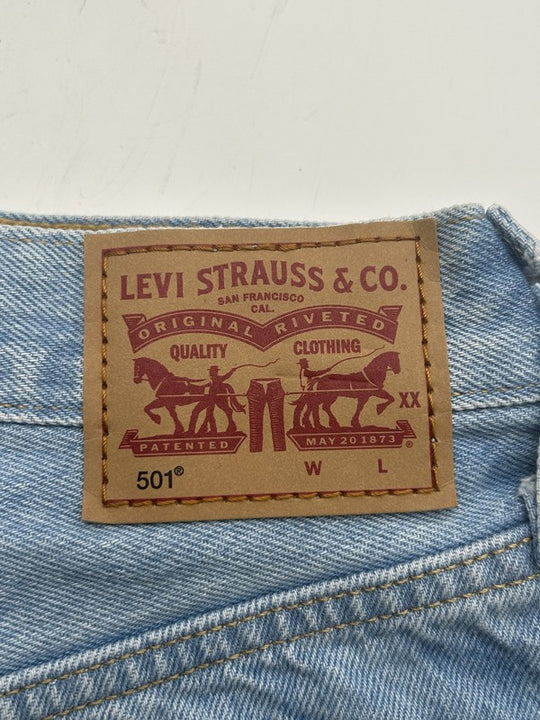 LEVI STRAUSS & CO.
SAN FRANCISCO
CAL.
ORIGINAL RIVETED
QUALITY CLOTHING
XX
PATENTED MAY 20 1873 ®
501® W L